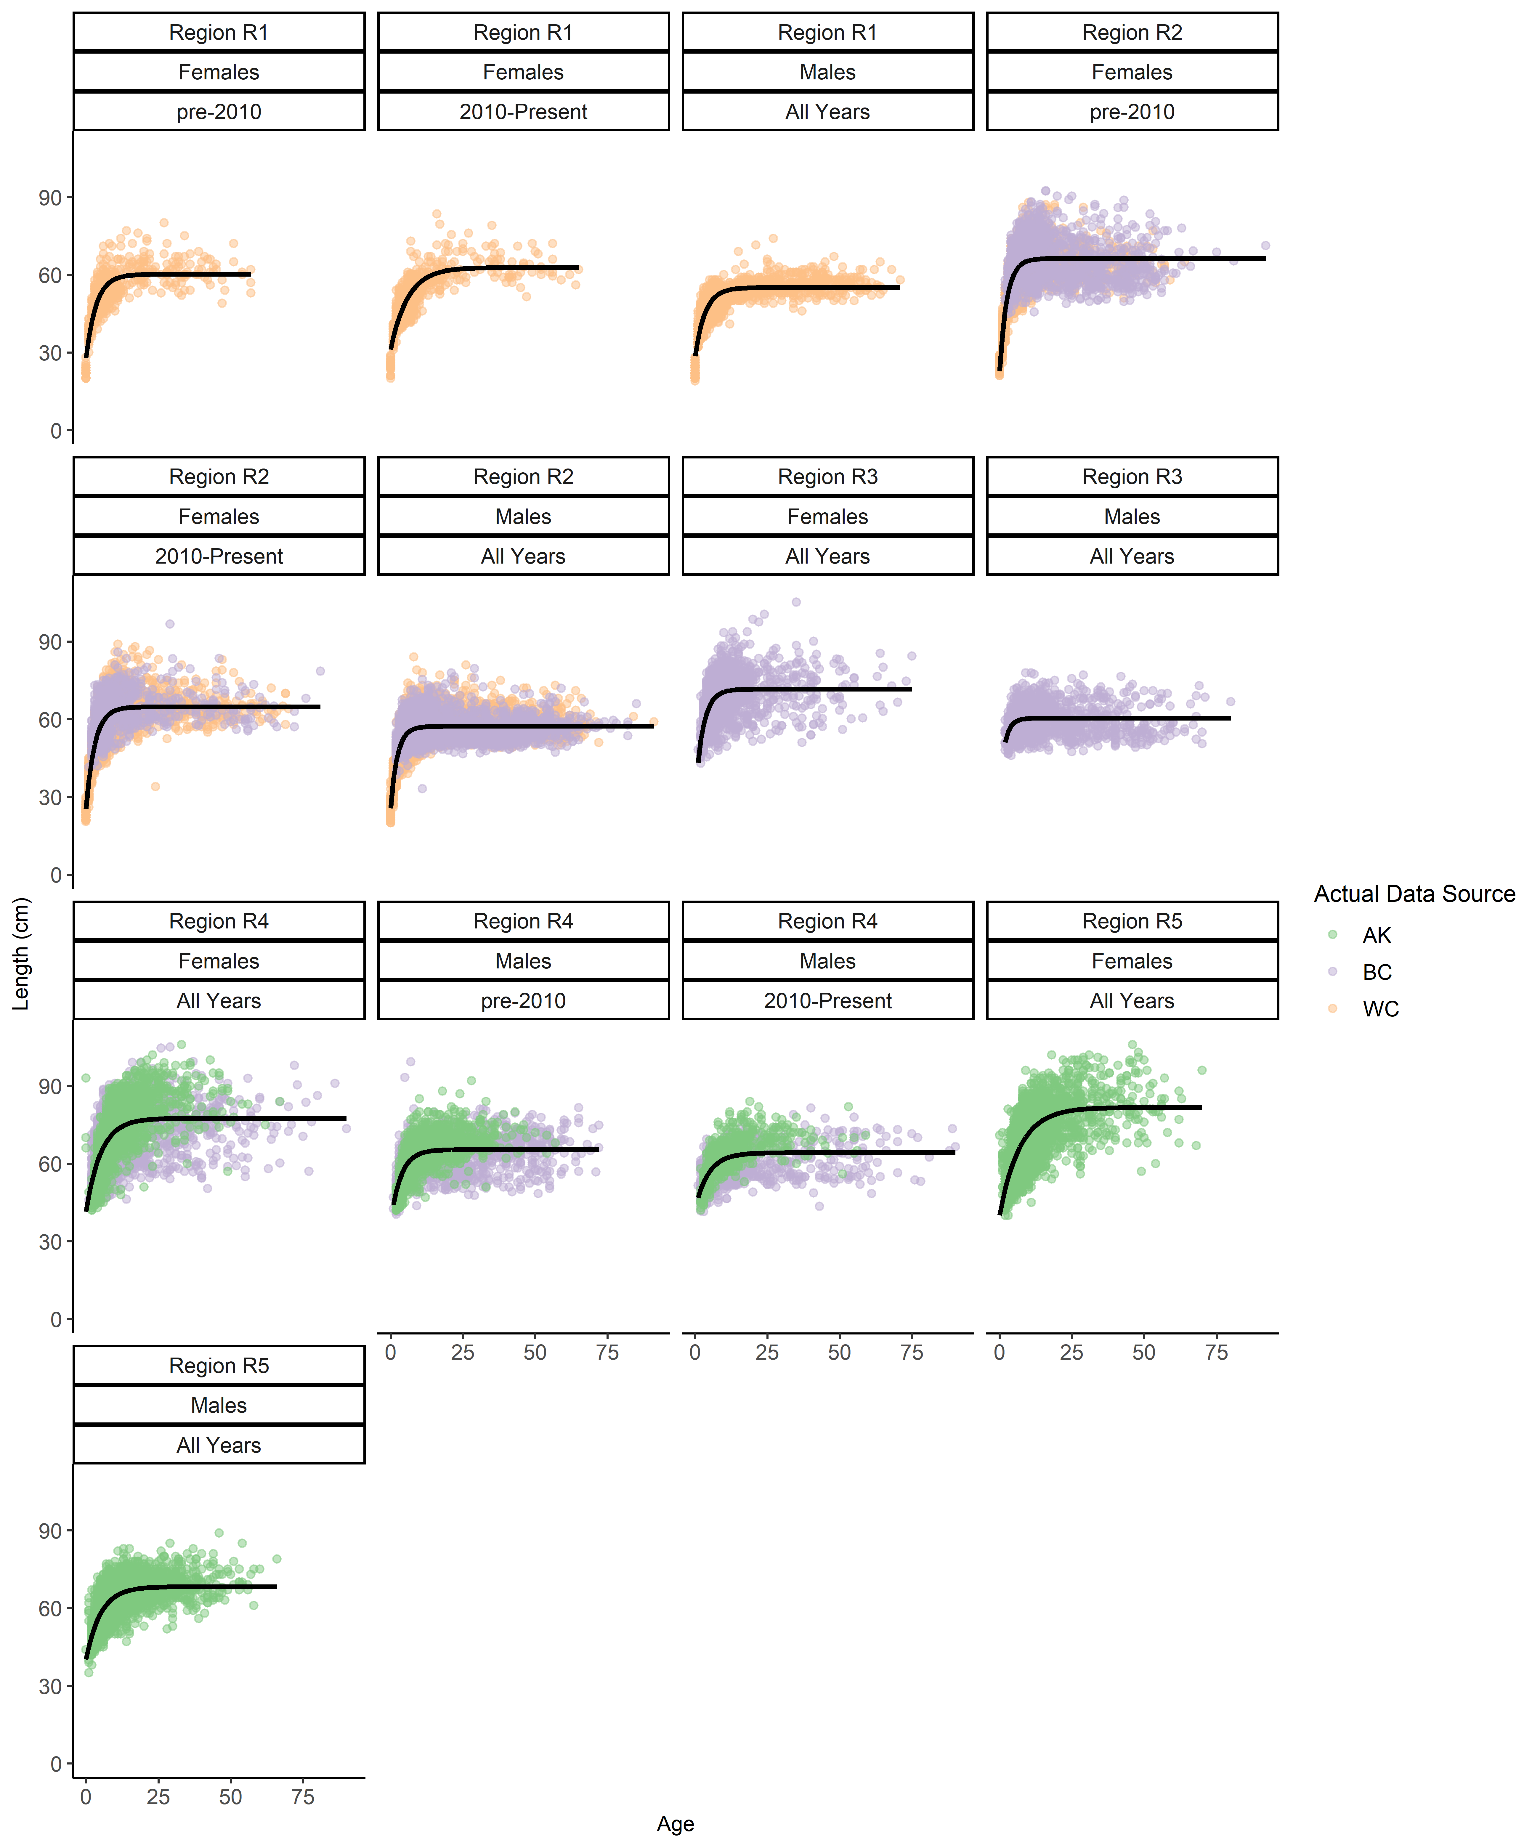 Region R1 Region R1 Region R1 Region R2
Females Females Males Females
pre-2010 2010-Present All Years pre-2010
90
60
30
0
Region R2 Region R2 Region R3 Region R3
Females Males Females Males
2010-Present All Years All Years All Years
90
60
30
0
Length (cm)
Actual Data Source
AK
BC
WC
Region R4 Region R4 Region R4 Region R5
Females Males Males Females
All Years pre-2010 2010-Present All Years
90
60
30
0
0 25 50 75 0 25 50 75 0 25 50 75
Region R5
Males
All Years
90
60
30
0
0 25 50 75
Age